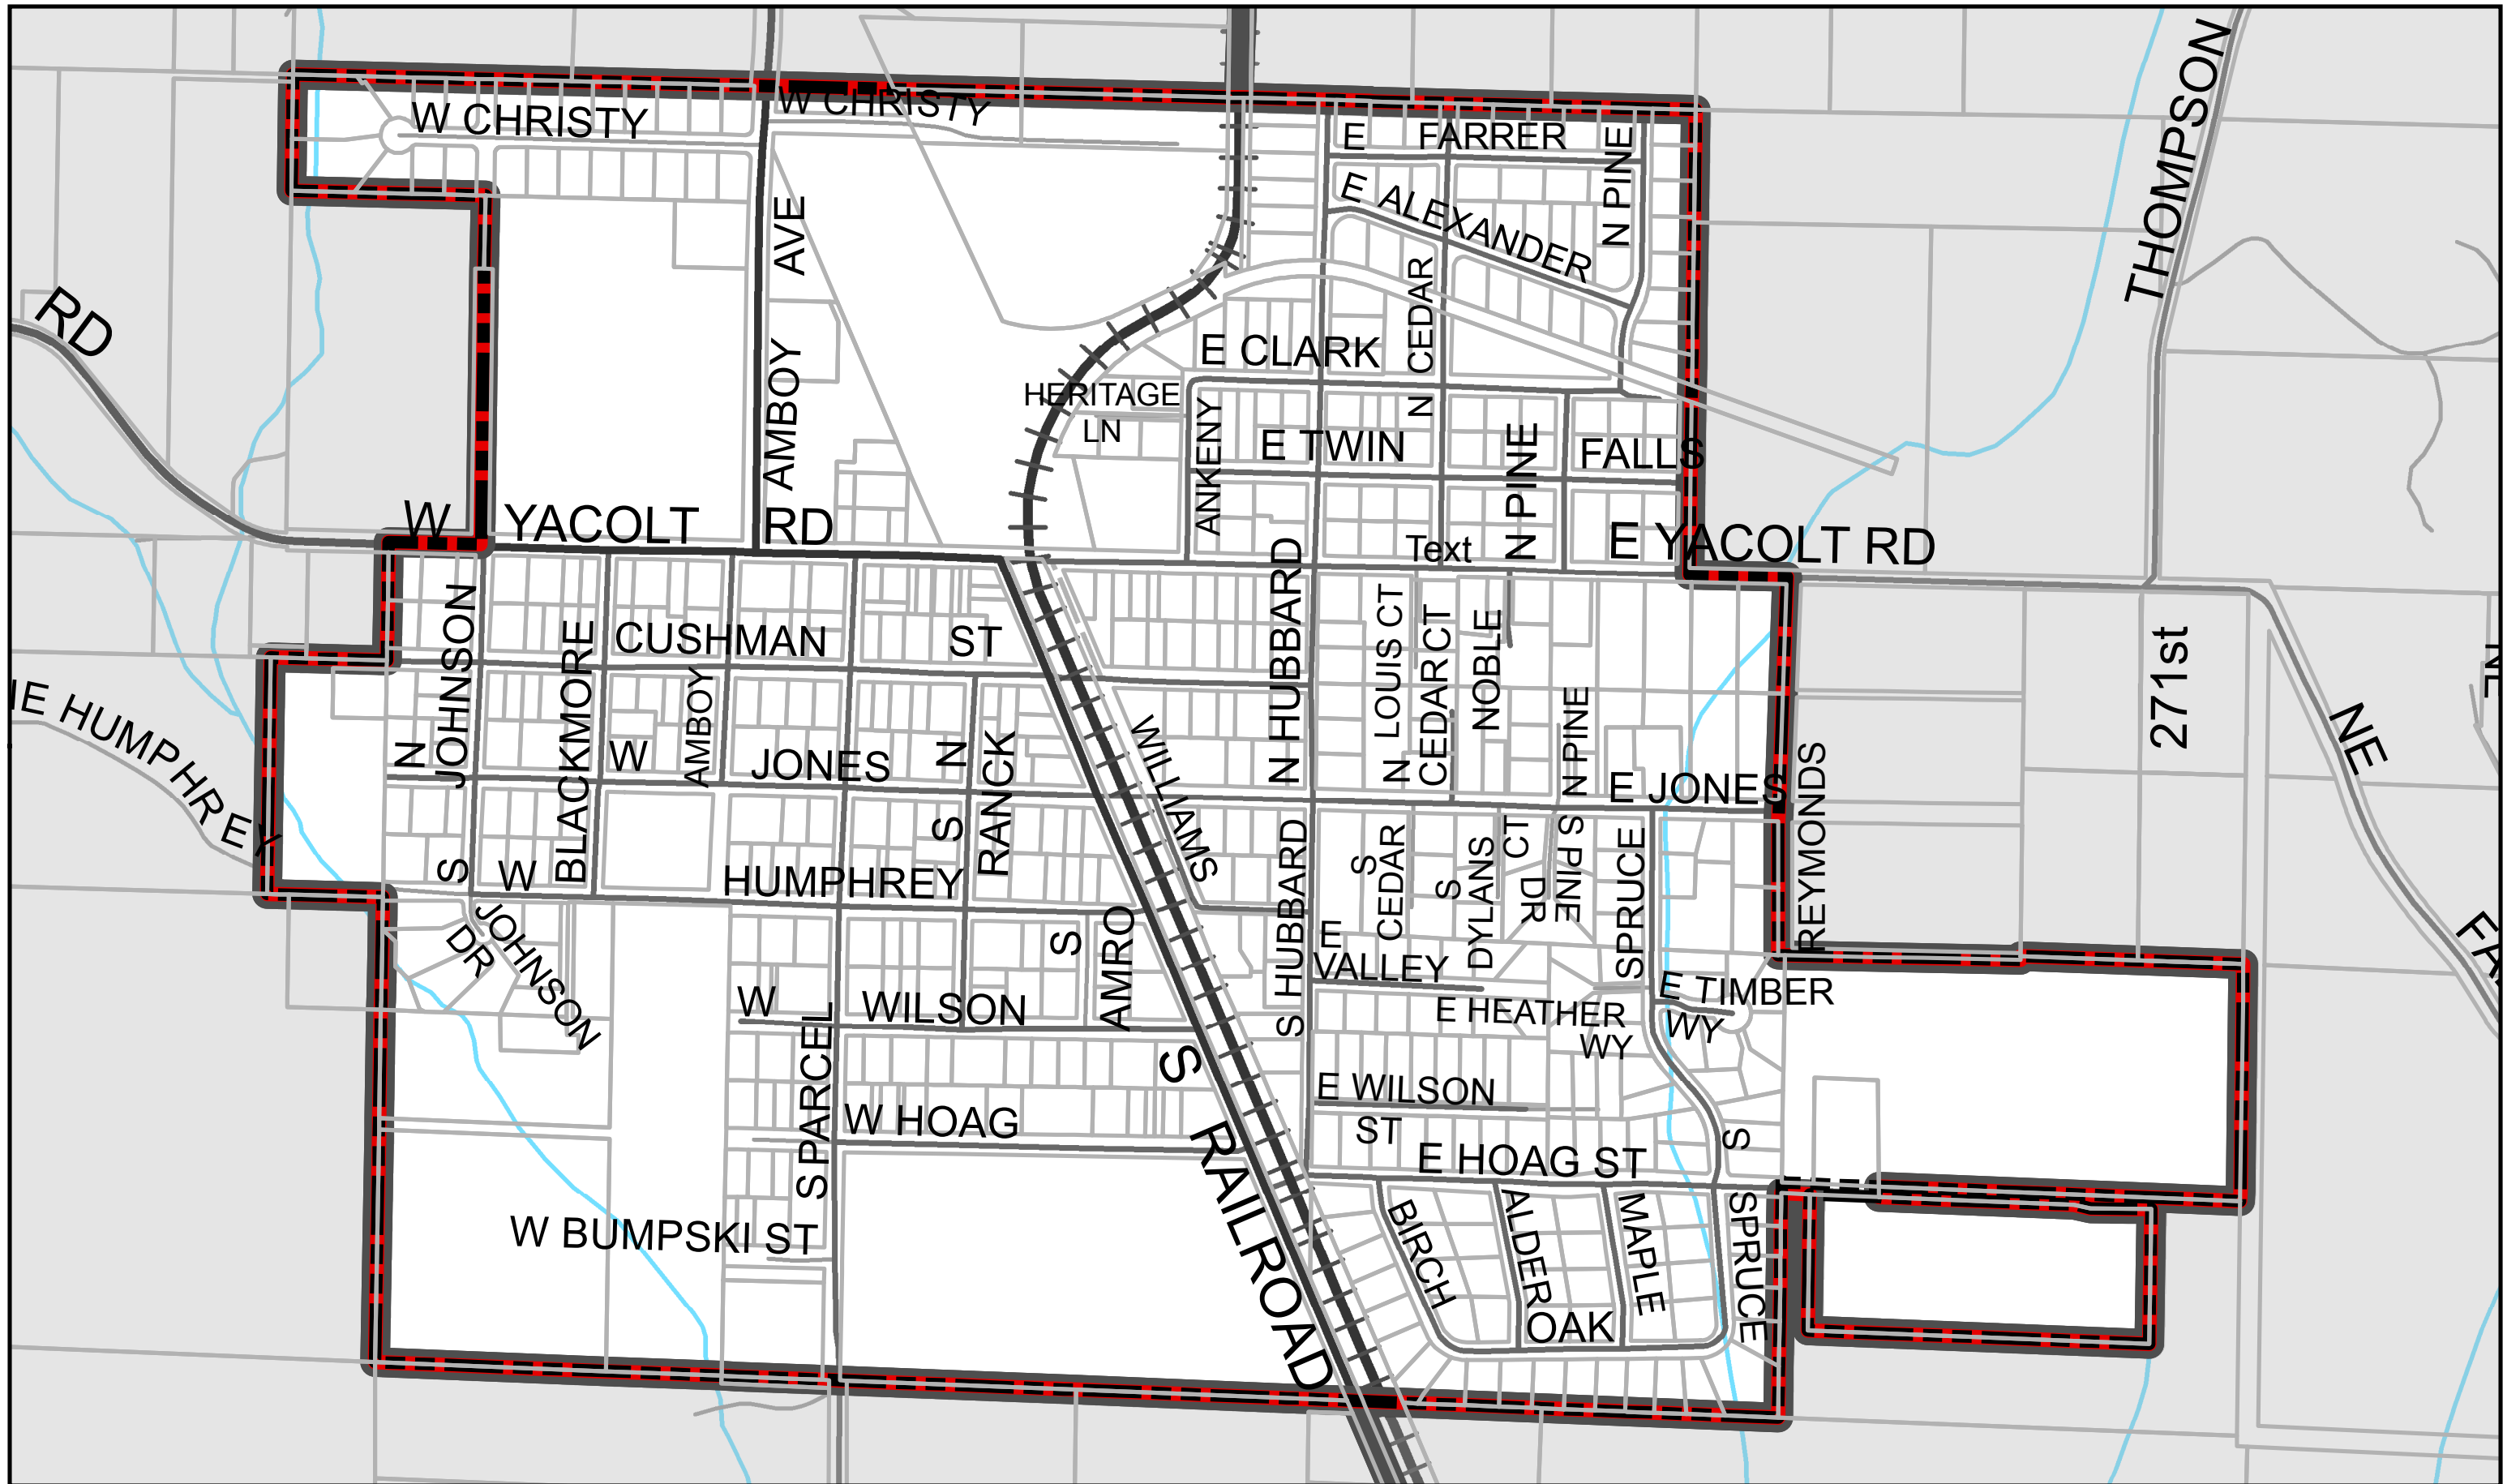 W CHRISTY
W CHRISTY
THOMPSON
E FARRER
N PINE
E ALEXANDER
AVE
AMBOY
RD
N CEDAR
E CLARK
HERITAGE
LN
ANKENY
E TWIN FALLS
N PINE
W YACOLT RD
Text
E YACOLT RD
N JOHNSON
BLACKMORE
CUSHMAN ST
AMBOY
N HUBBARD
N LOUIS CT
CEDAR CT
NOBLE
N PINE
271st
NE
NE HUMPHREY
W JONES
N RANCK
WILLIAMS
E JONES
REYMONDS
S JOHNSON DR
W HUMPHREY
S
S HUBBARD
S CEDAR
S DYLANS
CT
DR
S PINE
SPRUCE
E VALLEY
W WILSON
S AMRO
E HEATHER
WY
E TIMBER
WY
S PARCEL
W HOAG
E WILSON
ST
E HOAG ST
S SPRUCE
S RAILROAD
W BUMPSKI ST
BIRCH
ALDER
MAPLE
OAK